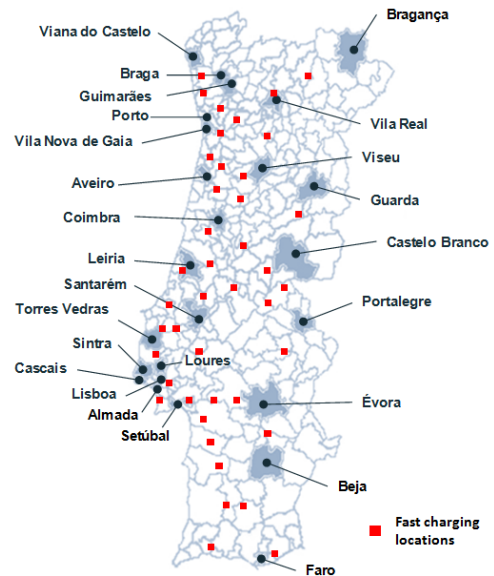 Bragança
Viana do Castelo
Braga
Guimarães
Porto
Vila Real
Vila Nova de Gaia
Viseu
Aveiro
Guarda
Coimbra
Castelo Branco
Leiria
Santarém
Portalegre
Torres Vedras
Sintra
Loures
Cascais
Lisboa
Évora
Almada
Setúbal
Beja
Fast charging
locations
Faro